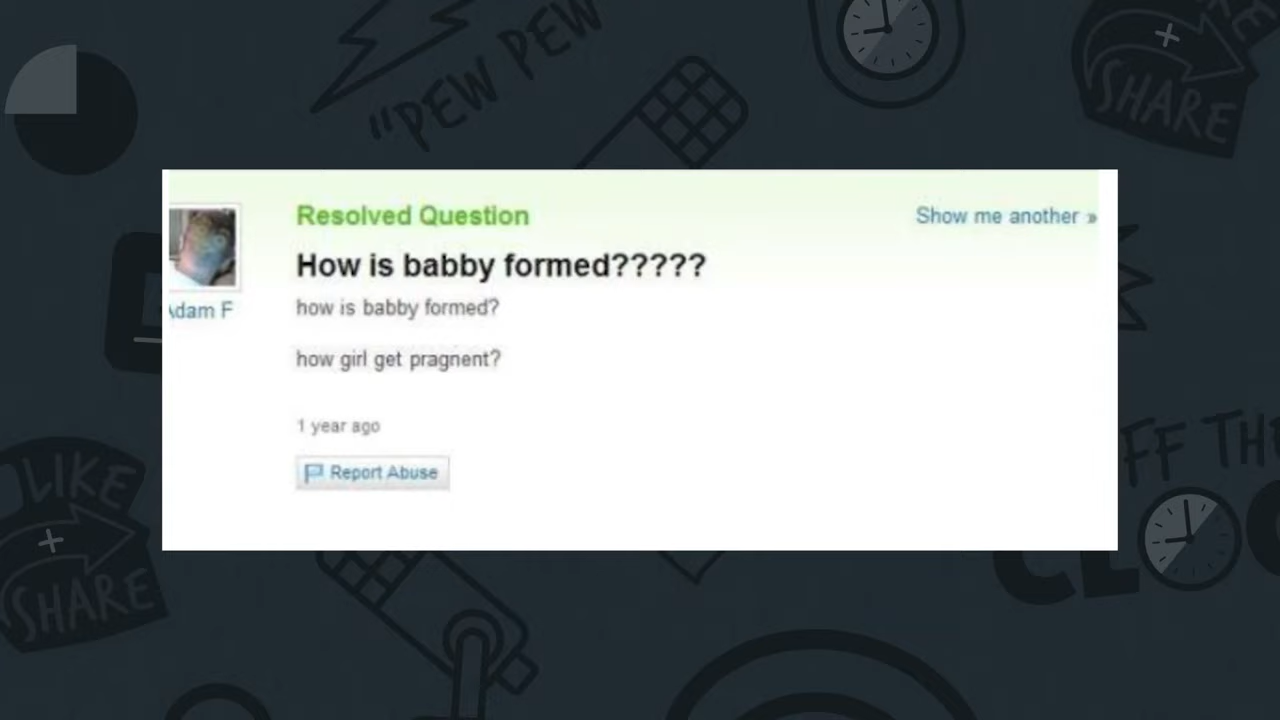 "PEW PEW
SHARE
Resolved Question
Show me another »
How is babby formed?????
Adam F
how is babby formed?
how girl get pragnent?
1 year ago
Report Abuse
LIKE
SHARE